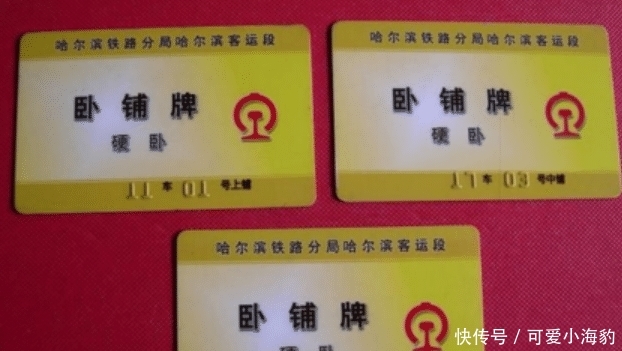 哈尔滨铁路分局哈尔滨客运段
卧铺牌
硬卧
车 号上铺
哈尔滨铁路分局哈尔滨客运段
卧铺牌
硬卧
车 03 号中铺
哈尔滨铁路分局哈尔滨客运段
卧铺牌
硬卧
快传号 / 可爱小海豹